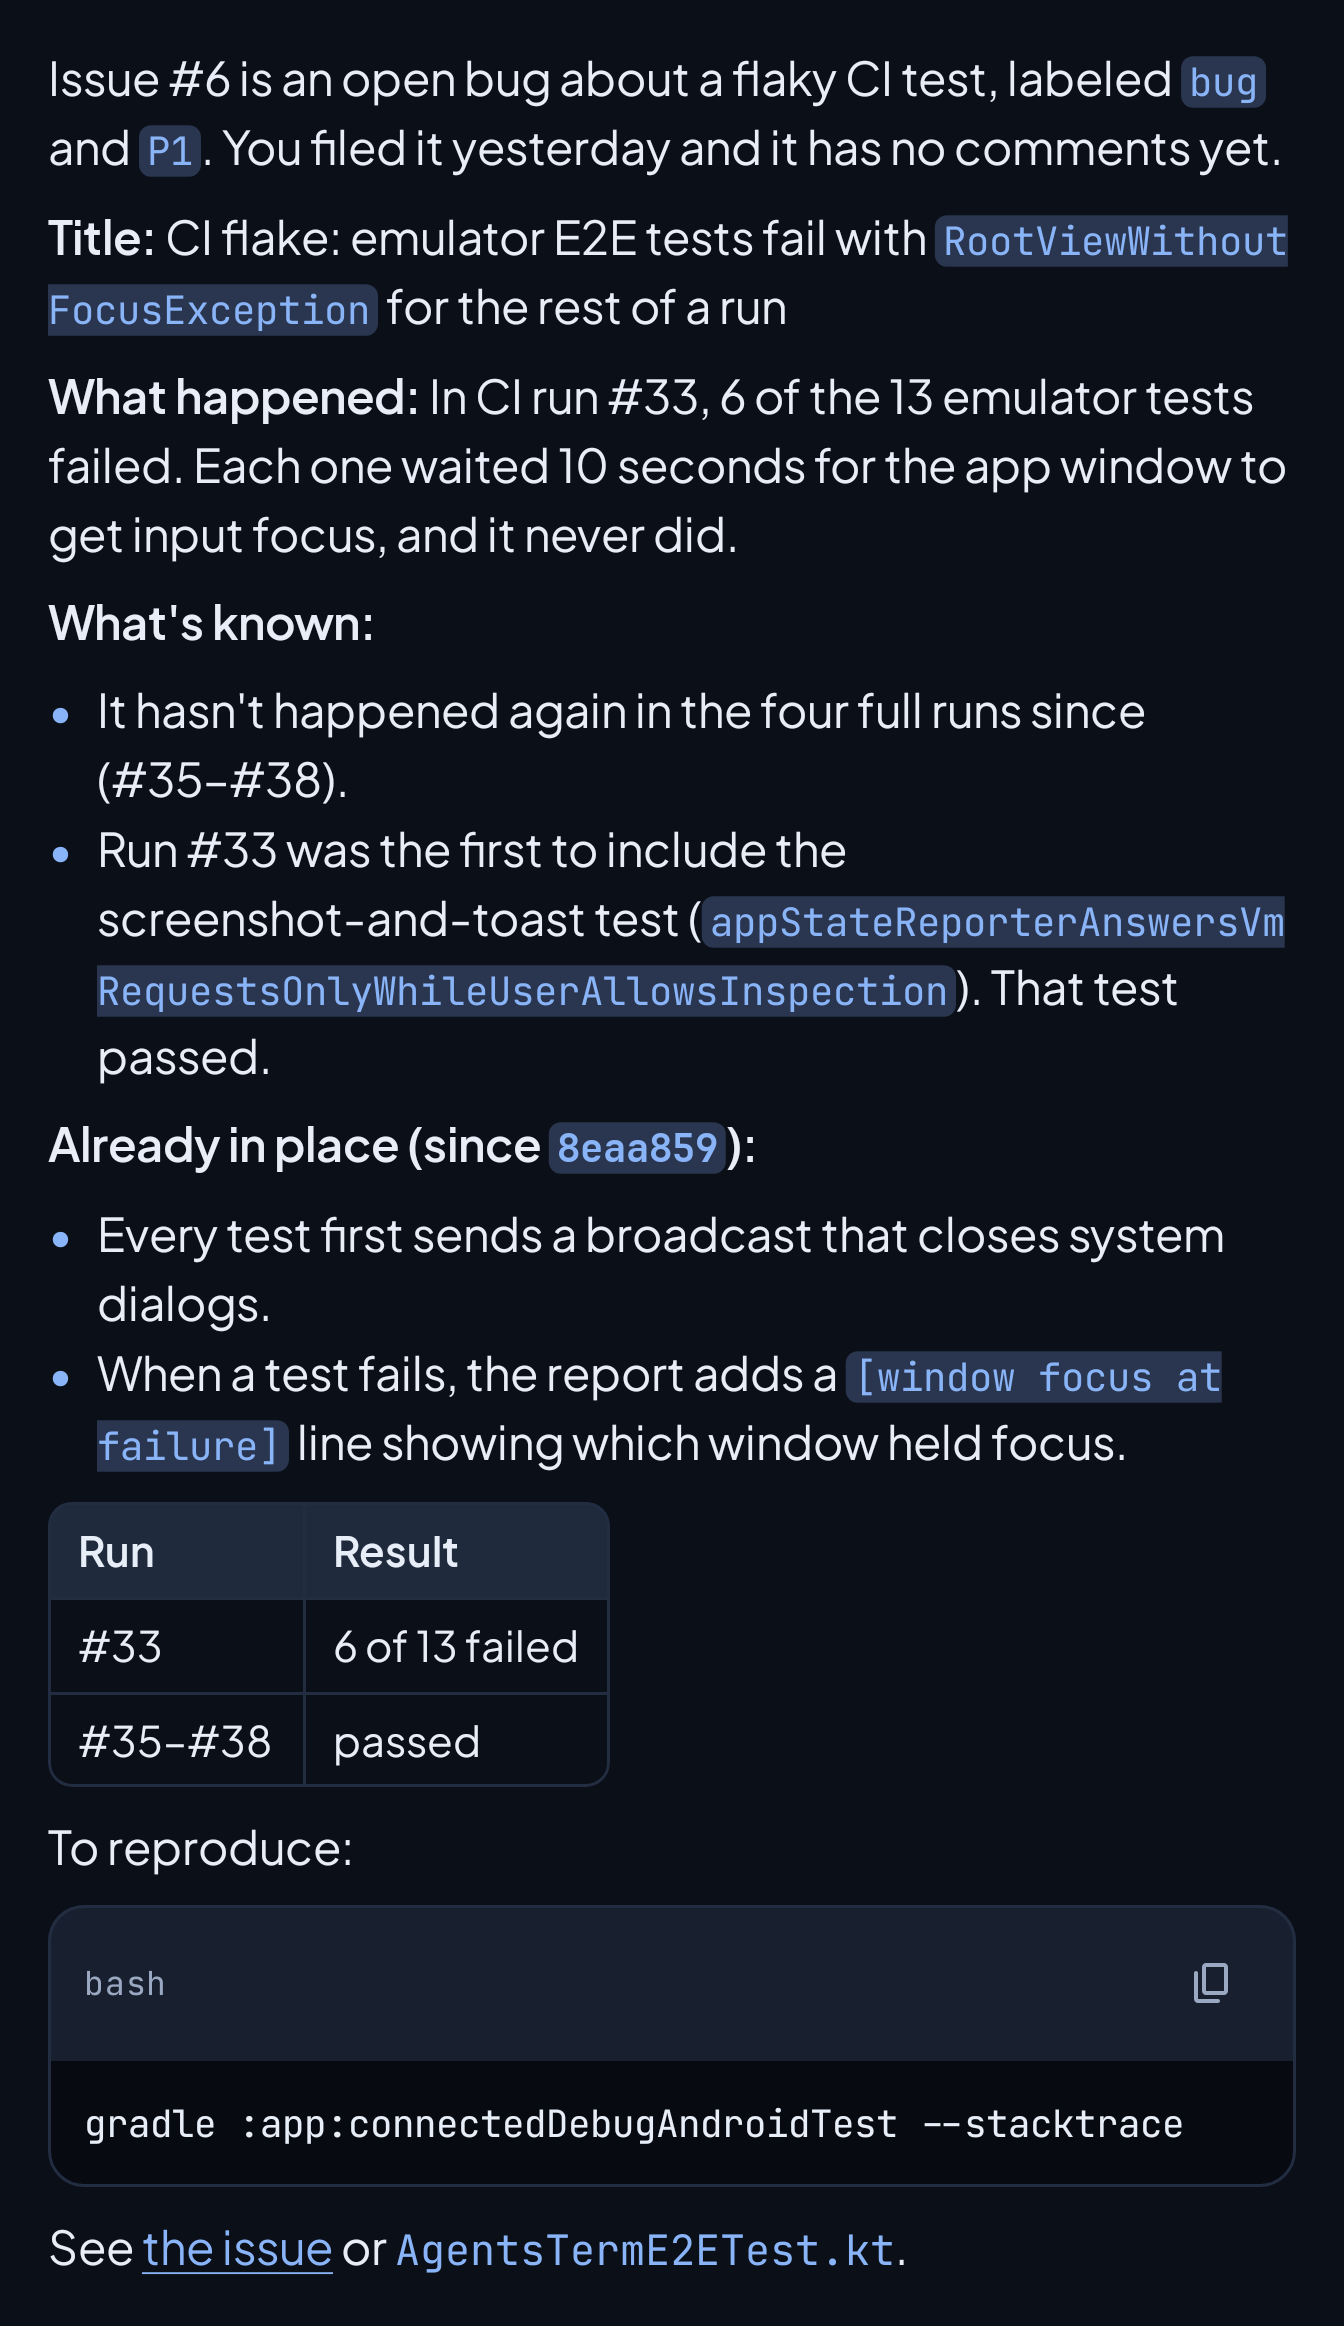 Issue #6 is an open bug about a flaky CI test, labeled bug
and P1. You filed it yesterday and it has no comments yet.
Title: CI flake: emulator E2E tests fail with RootViewWithout
FocusException for the rest of a run
What happened: In CI run #33, 6 of the 13 emulator tests
failed. Each one waited 10 seconds for the app window to
get input focus, and it never did.
What's known:
• It hasn't happened again in the four full runs since
(#35–#38).
• Run #33 was the first to include the
screenshot-and-toast test (appStateReporterAnswersVm
RequestsOnlyWhileUserAllowsInspection). That test
passed.
Already in place (since 8eaa859):
• Every test first sends a broadcast that closes system
dialogs.
• When a test fails, the report adds a [window focus at
failure] line showing which window held focus.
Run Result
#33 6 of 13 failed
#35–#38 passed
To reproduce:
bash
gradle :app:connectedDebugAndroidTest --stacktrace
See the issue or AgentsTermE2ETest.kt.